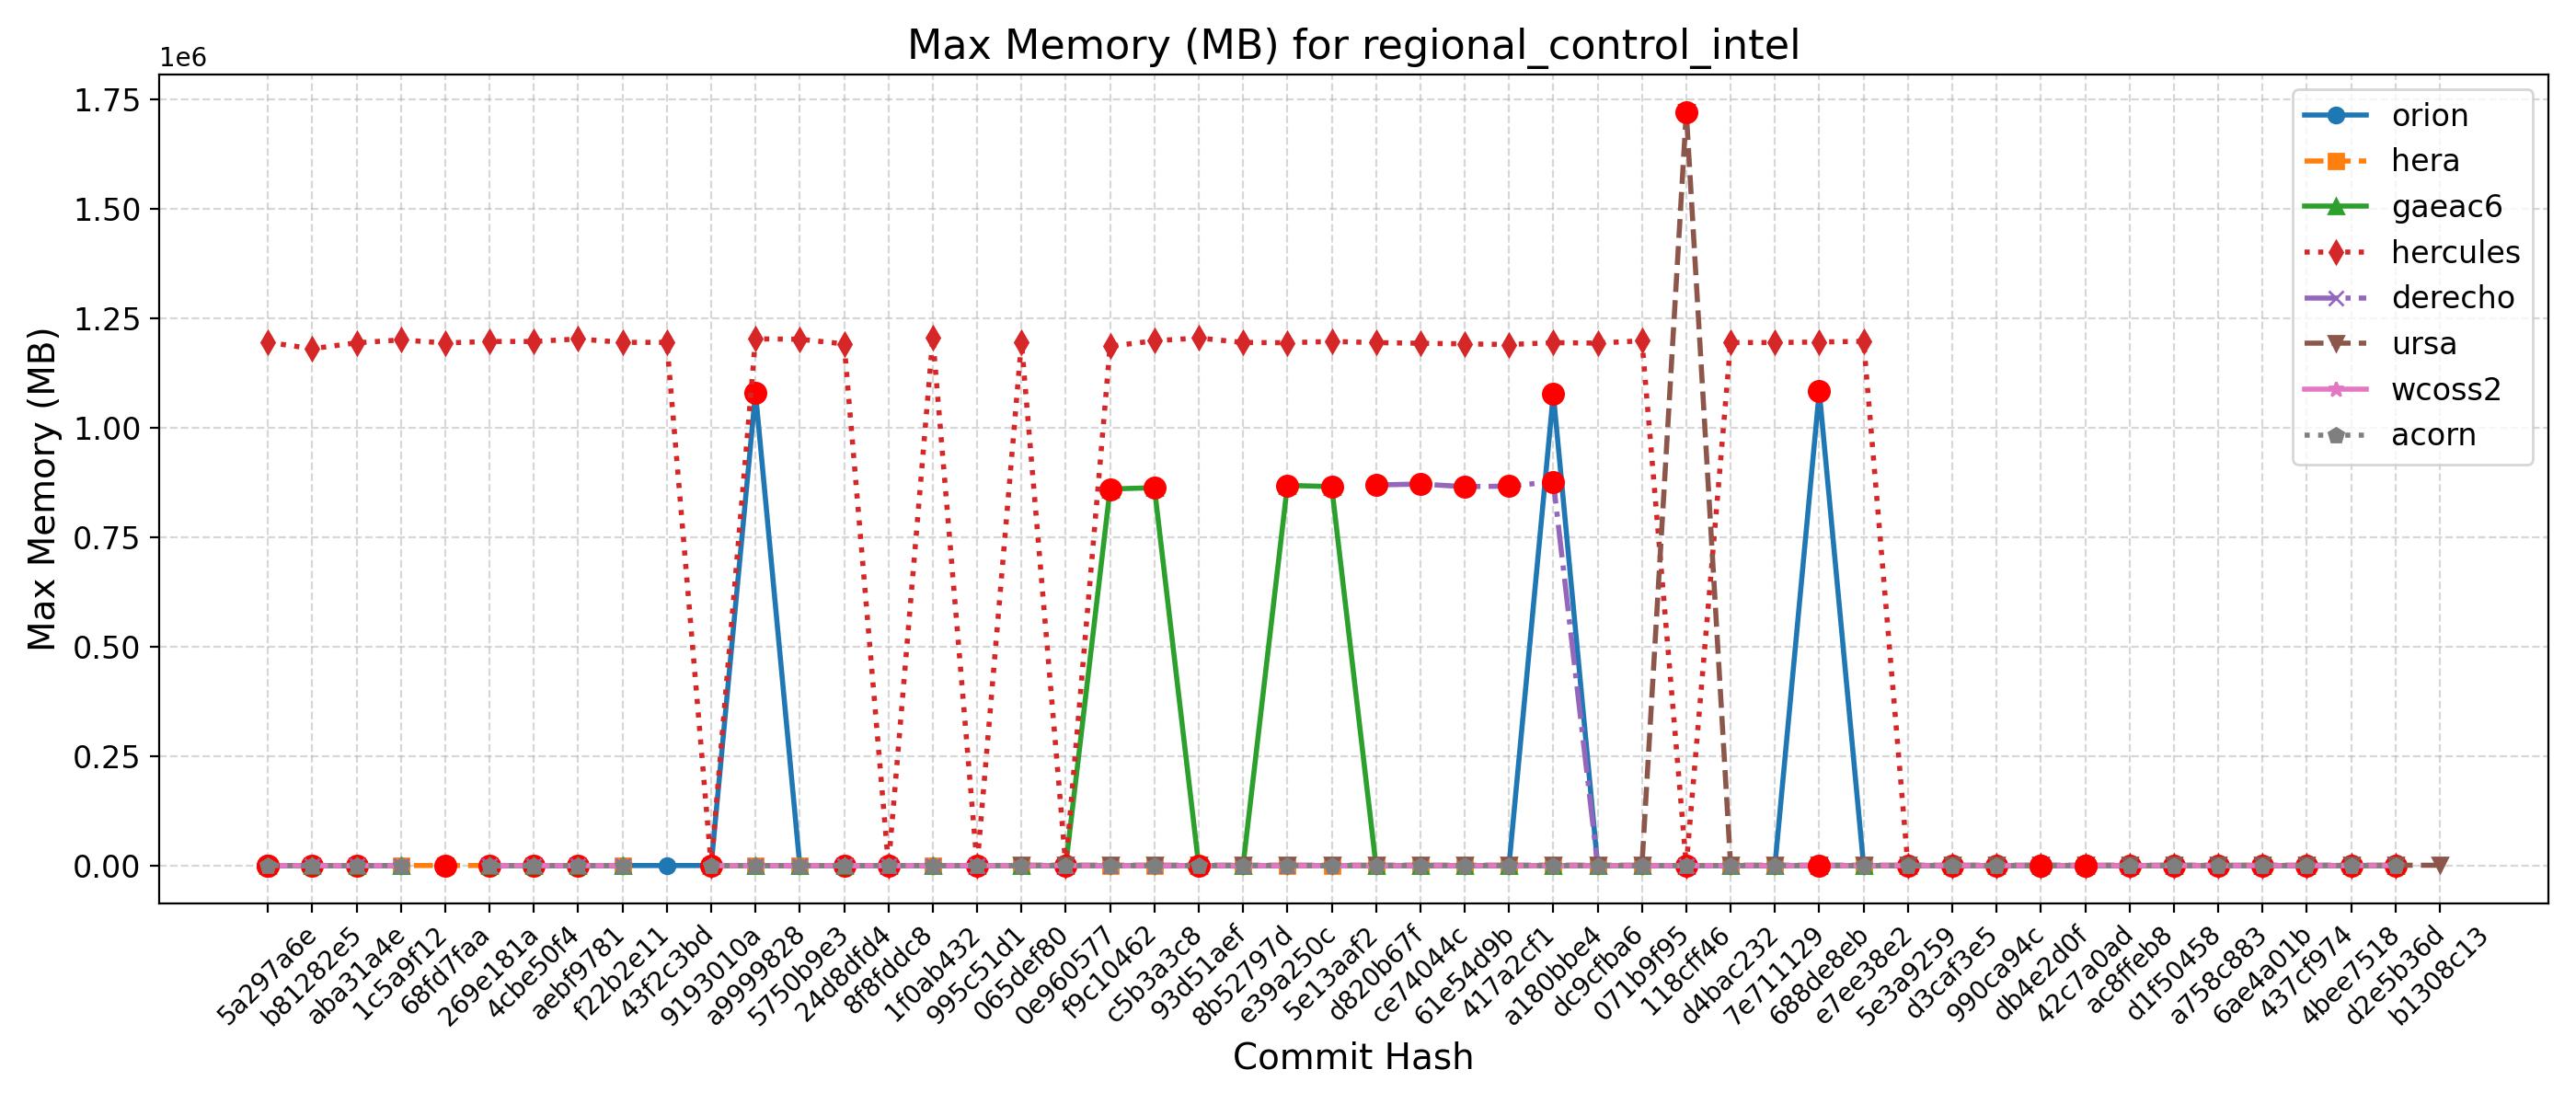 Max Memory (MB) for regional_control_intel
1e6
1.75
1.50
1.25
1.00
0.75
0.50
0.25
0.00
Max Memory (MB)
orion
hera
gaeac6
hercules
derecho
ursa
wcoss2
acorn
5a297a6e
b81282e5
aba31a4e
1c5a9f12
68fd7faa
269e181a
4cbe50f4
aebf9781
f22b2e11
43f2c3bd
9193010a
a9999828
5750b9e3
24d8dfd4
8f8fddc8
1f0ab432
995c51d1
065def80
0e960577
f9c10462
c5b3a3c8
93d51aef
8b52797d
e39a250c
5e13aaf2
d820b67f
ce74044c
61e54d9b
417a2cf1
a180bbe4
dc9cfba6
071b9f95
118cff46
d4bac232
7e711129
688de8eb
e7ee38e2
5e3a9259
d3caf3e5
990ca94c
db4e2d0f
42c7a0ad
ac8ffeb8
d1f50458
a758c883
6ae4a01b
437cf974
4bee7518
d2e5b36d
b1308c13
Commit Hash